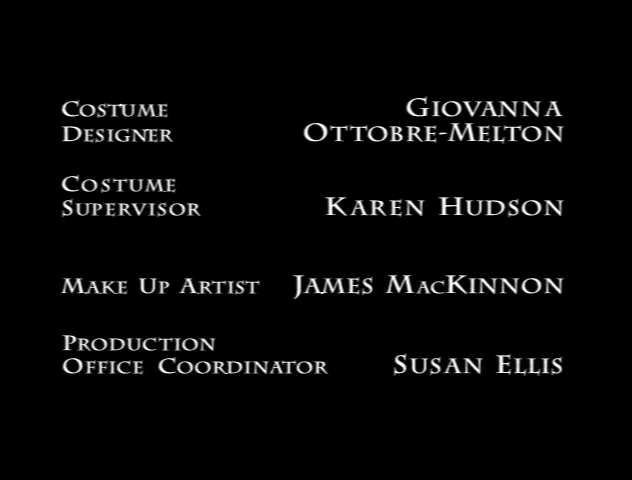 Costume Giovanna
Designer Ottobre-Melton
Costume
Supervisor Karen Hudson
Make Up Artist James MacKinnon
Production
Office Coordinator Susan Ellis